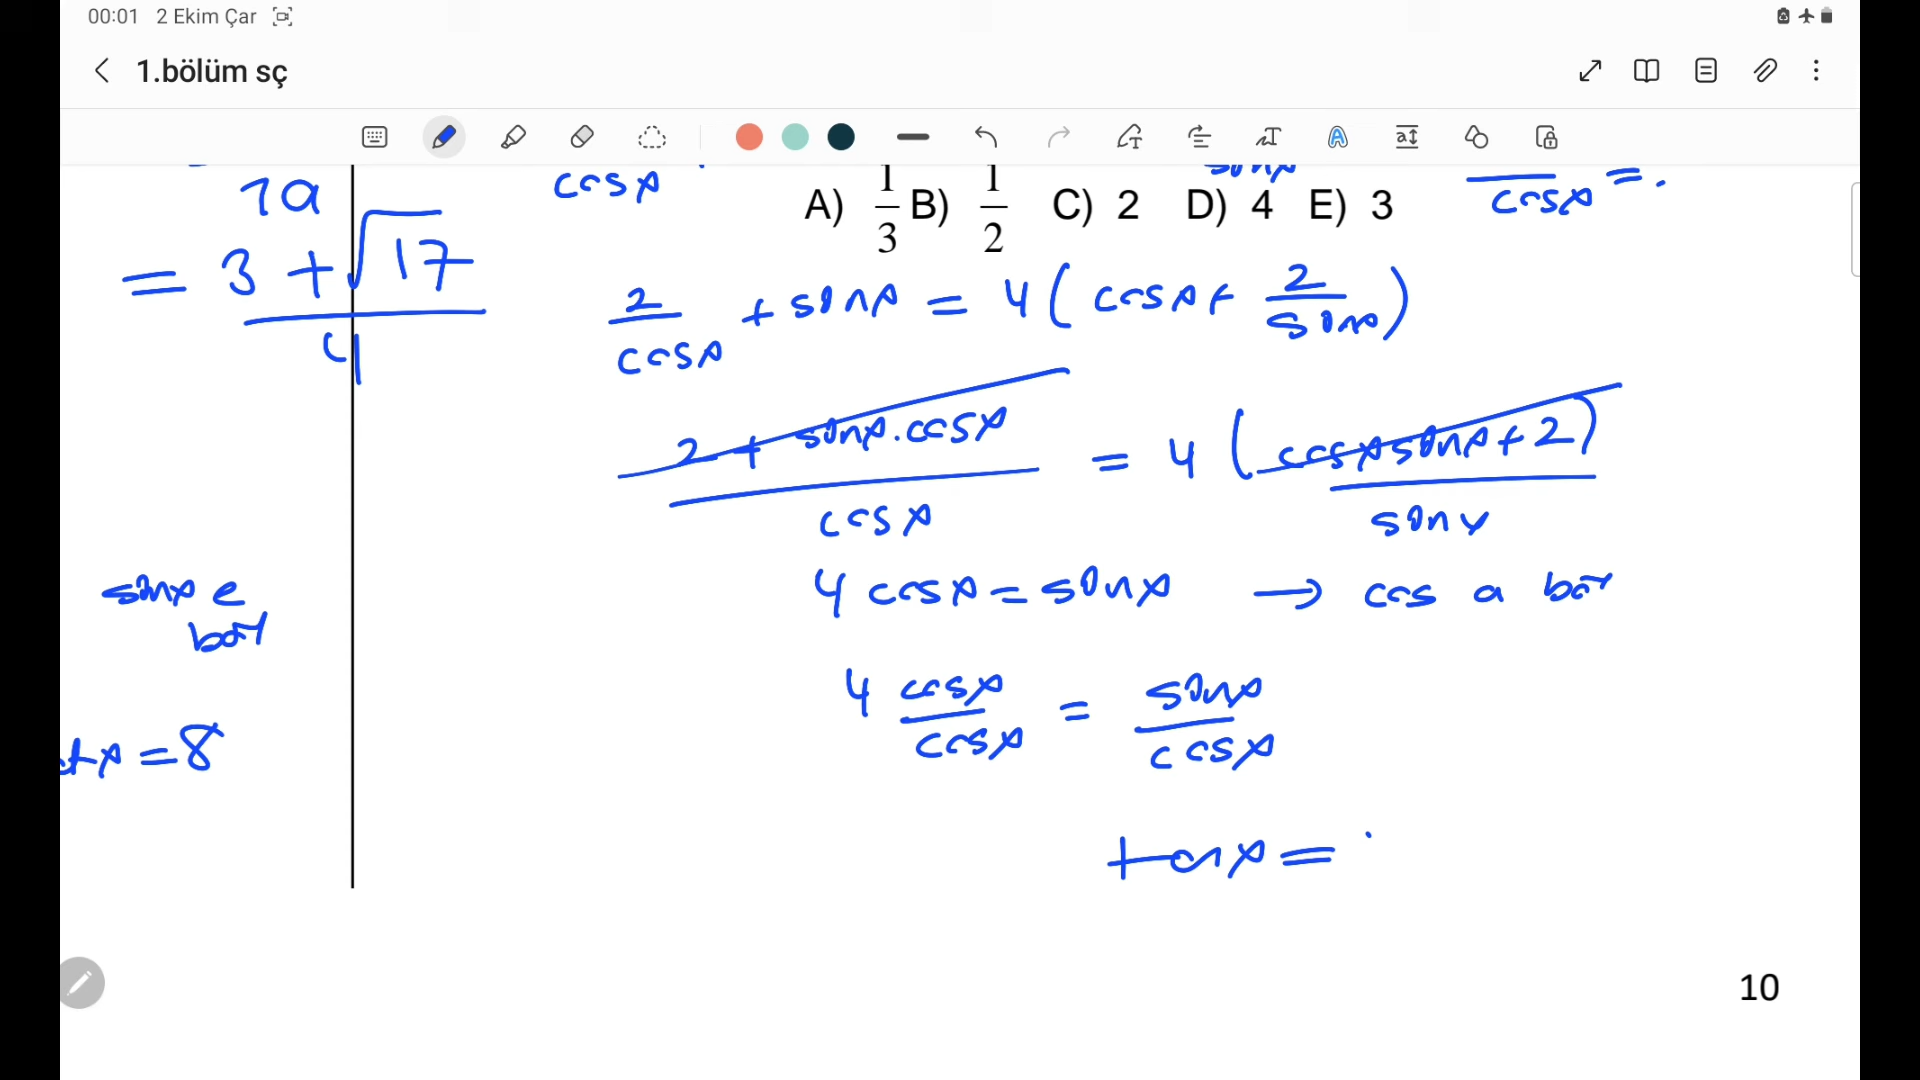 00:01 2 Ekim Çar
1.bölüm sç
1a
= 3 + √17
4
cosx
A) 1/3 B) 1/2 C) 2 D) 4 E) 3
sinx
cosx = .
2/cosx + sinx = 4 ( cosx + 2/sinx )
2 + sinx.cosx / cosx = 4 ( cosxsinx + 2 ) / sinx
4 cosx = sinx → cos a böl
sinx e
böl
4 cosx/cosx = sinx/cosx
x = 8
tanx =
10